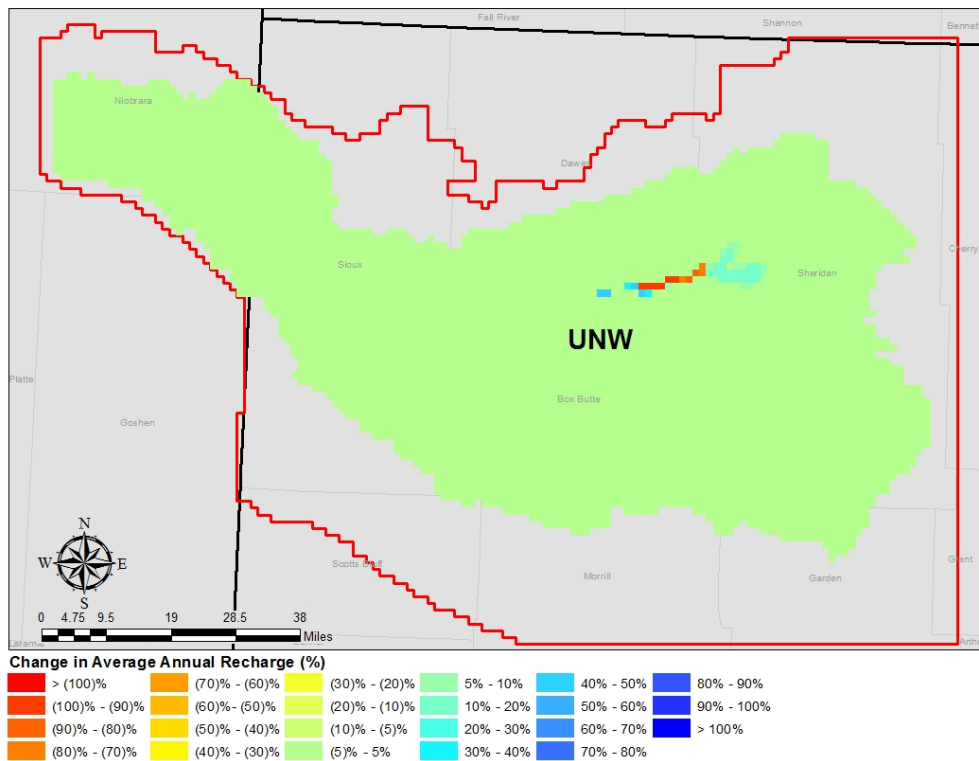 Fall River
Shannon
Bennett
Niobrara
Dawes
Cherry
Sioux
Sheridan
UNW
Platte
Box Butte
Goshen
N
W E
S
Scotts Bluff
Morrill
Garden
Grant
0 4.75 9.5 19 28.5 38
Miles
Laramie
Arthur
Change in Average Annual Recharge (%)
> (100)% (70)% - (60)% (30)% - (20)% 5% - 10% 40% - 50% 80% - 90%
(100)% - (90)% (60)% - (50)% (20)% - (10)% 10% - 20% 50% - 60% 90% - 100%
(90)% - (80)% (50)% - (40)% (10)% - (5)% 20% - 30% 60% - 70% > 100%
(80)% - (70)% (40)% - (30)% (5)% - 5% 30% - 40% 70% - 80%